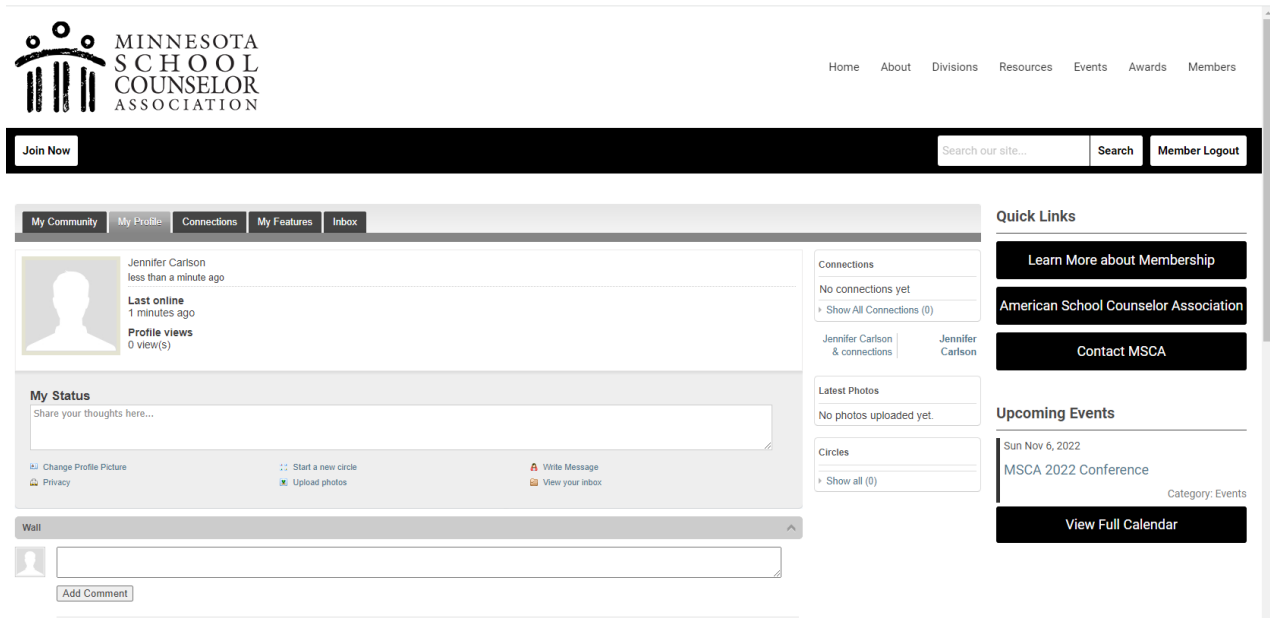 MINNESOTA
SCHOOL
COUNSELOR
ASSOCIATION
Home About Divisions Resources Events Awards Members
Join Now
Search our site...
Search
Member Logout
My Community My Profile Connections My Features Inbox
Jennifer Carlson
less than a minute ago
Last online
1 minutes ago
Profile views
0 view(s)
My Status
Share your thoughts here...
Change Profile Picture
Start a new circle
Write Message
Privacy
Upload photos
View your inbox
Wall
Add Comment
Connections
No connections yet
Show All Connections (0)
Jennifer Carlson
& connections
Jennifer
Carlson
Latest Photos
No photos uploaded yet.
Circles
Show all (0)
Quick Links
Learn More about Membership
American School Counselor Association
Contact MSCA
Upcoming Events
Sun Nov 6, 2022
MSCA 2022 Conference
Category: Events
View Full Calendar